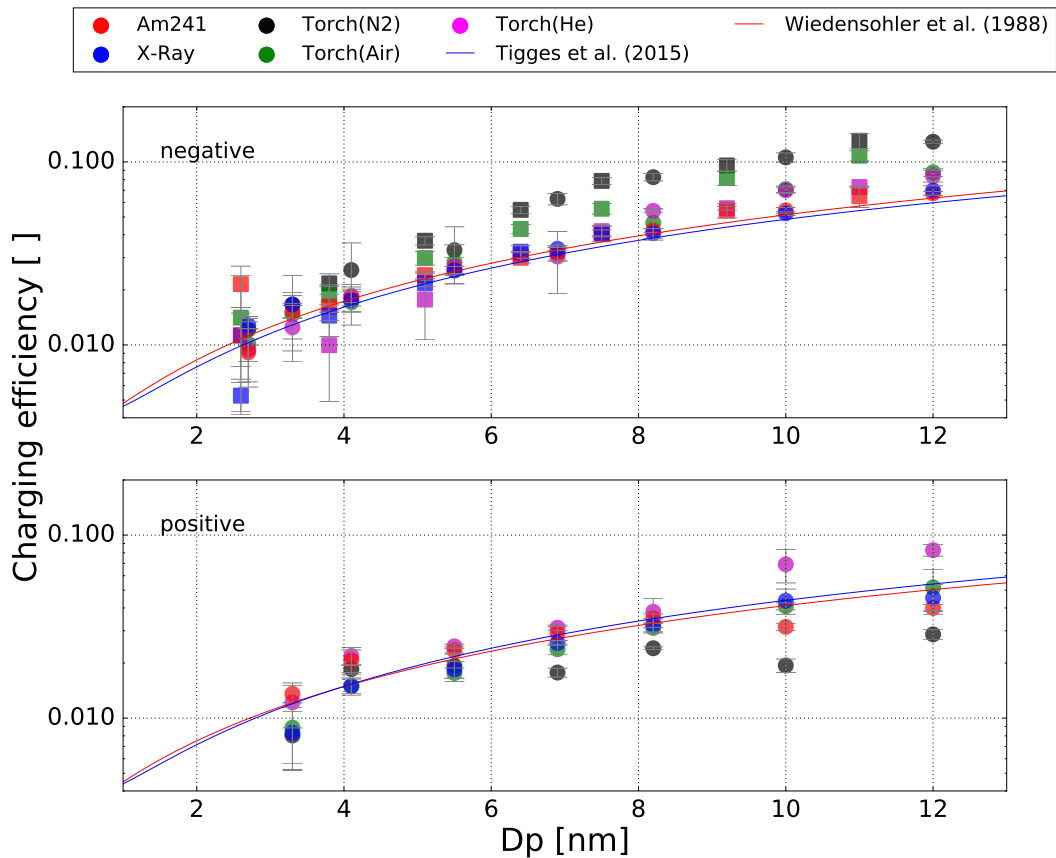 Am241 Torch(N2) Torch(He) Wiedensohler et al. (1988)
X-Ray Torch(Air) Tigges et al. (2015)
negative
0.100
0.010
2 4 6 8 10 12
Charging efficiency [ ]
positive
0.100
0.010
2 4 6 8 10 12
Dp [nm]